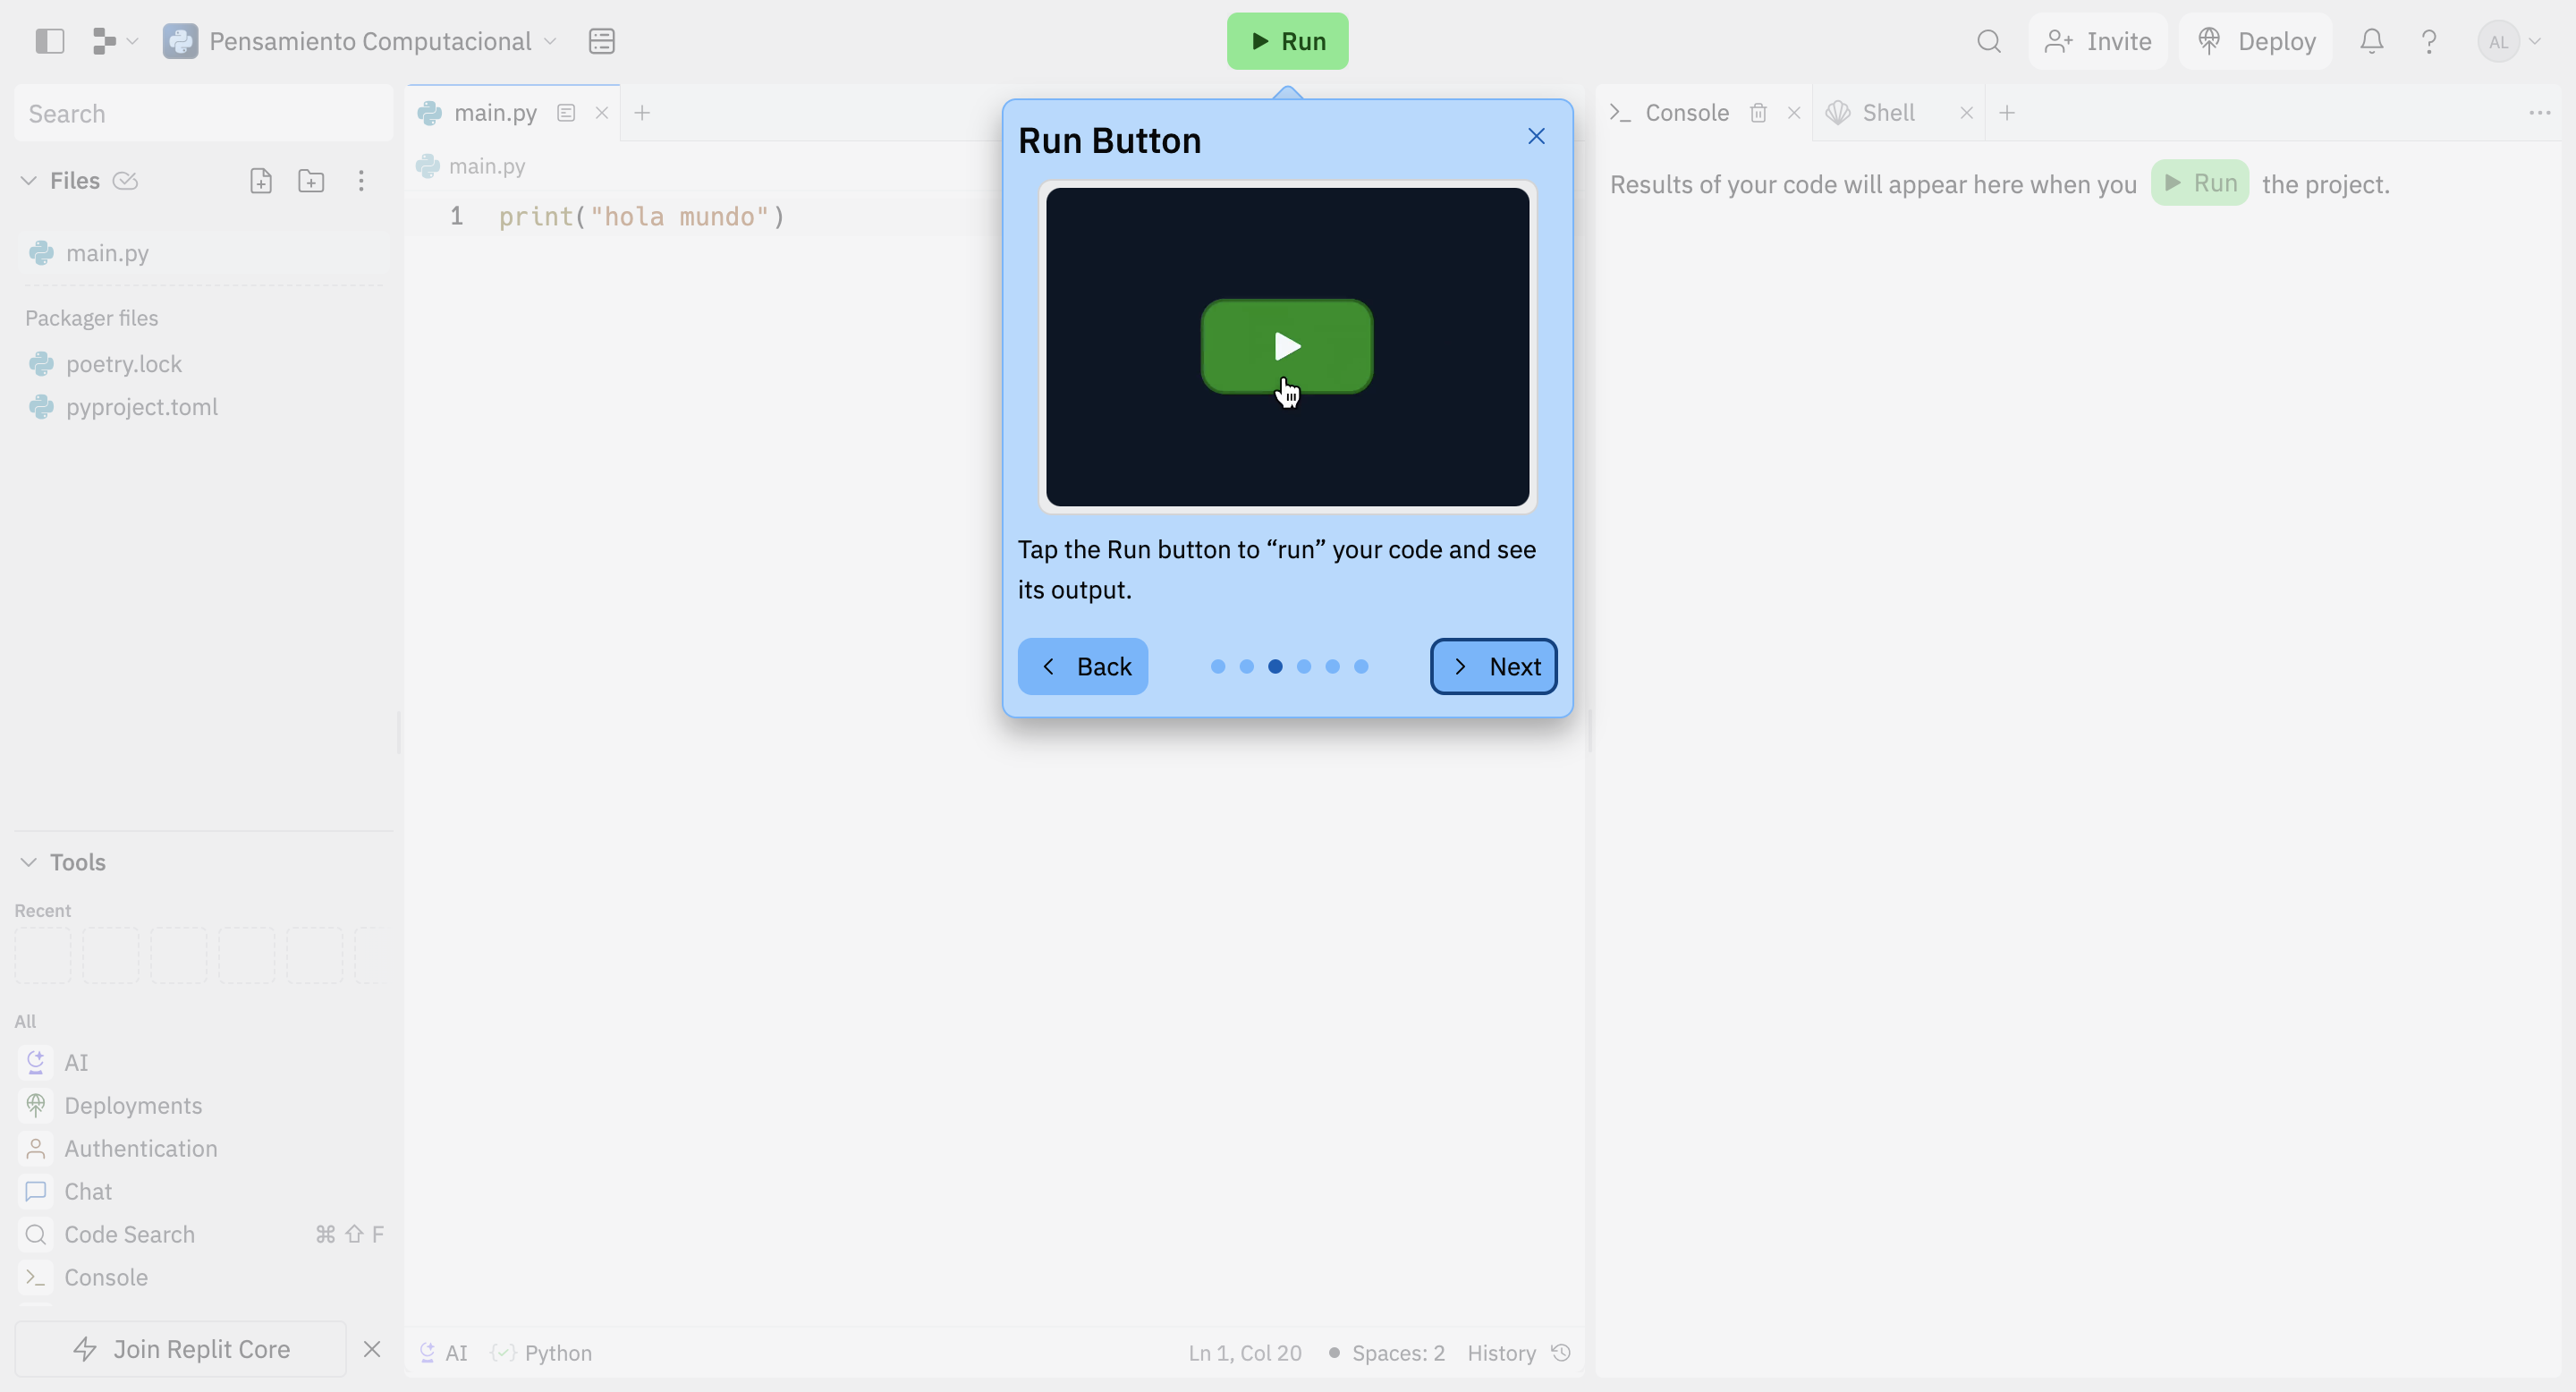 Pensamiento Computacional
Run
Invite
Deploy
AL
Search
Files
main.py
Packager files
poetry.lock
pyproject.toml
Tools
Recent
All
AI
Deployments
Authentication
Chat
Code Search ⌘ ⇧ F
Console
Join Replit Core
main.py
main.py
1 print("hola mundo")
Run Button
Tap the Run button to “run” your code and see
its output.
Back
Next
AI
Python
Ln 1, Col 20
Spaces: 2
History
Console
Shell
Results of your code will appear here when you Run the project.